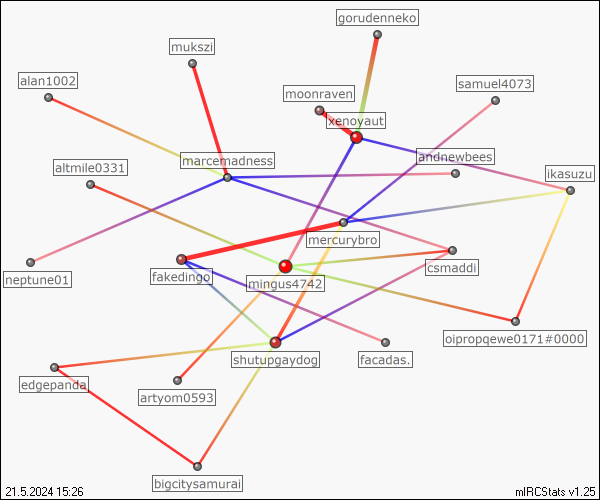 gorudenneko
mukszi
alan1002
samuel4073
moonraven
xenoyaut
andnewbees
marcemadness
altmile0331
ikasuzu
mercurybro
csmaddi
fakedingo
neptune01
mingus4742
oipropqewe0171#0000
shutupgaydog
facadas.
edgepanda
artyom0593
bigcitysamurai
21.5.2024 15:26
mIRCStats v1.25